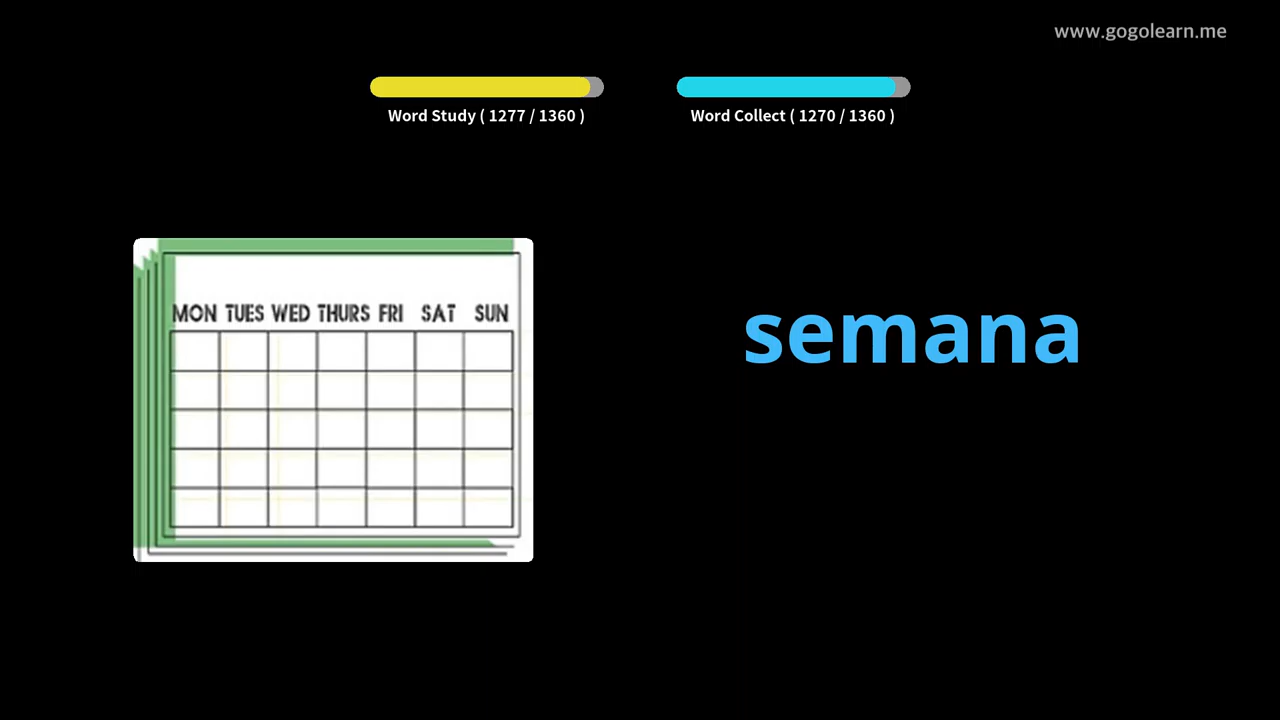 www.gogolearn.me
Word Study ( 1277 / 1360 )
Word Collect ( 1270 / 1360 )
MON TUES WED THURS FRI SAT SUN
semana